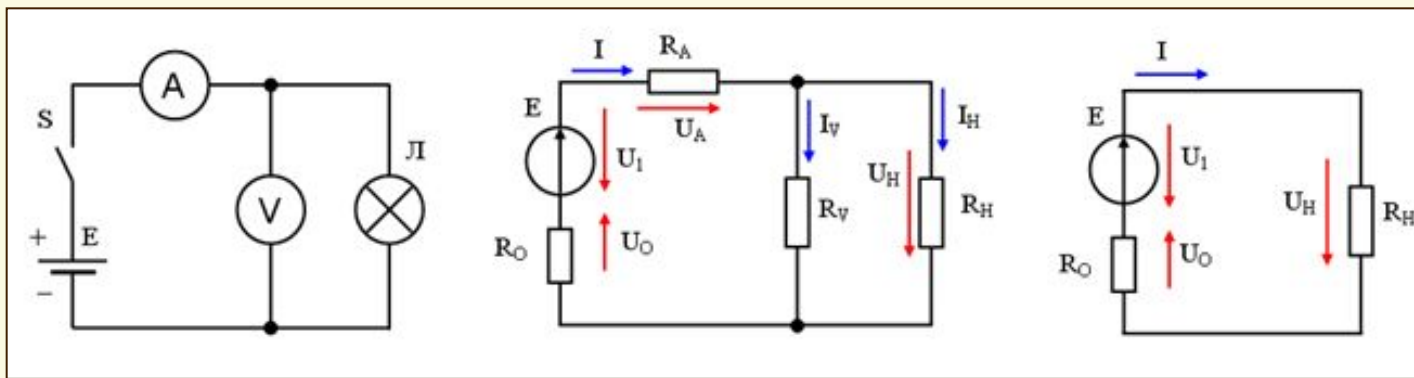 A
S
V
Л
+ E
−
I
R_A
U_A
E
U_1
R_O
U_O
I_V
R_V
I_H
U_H
R_H
I
E
U_1
R_O
U_O
U_H
R_H